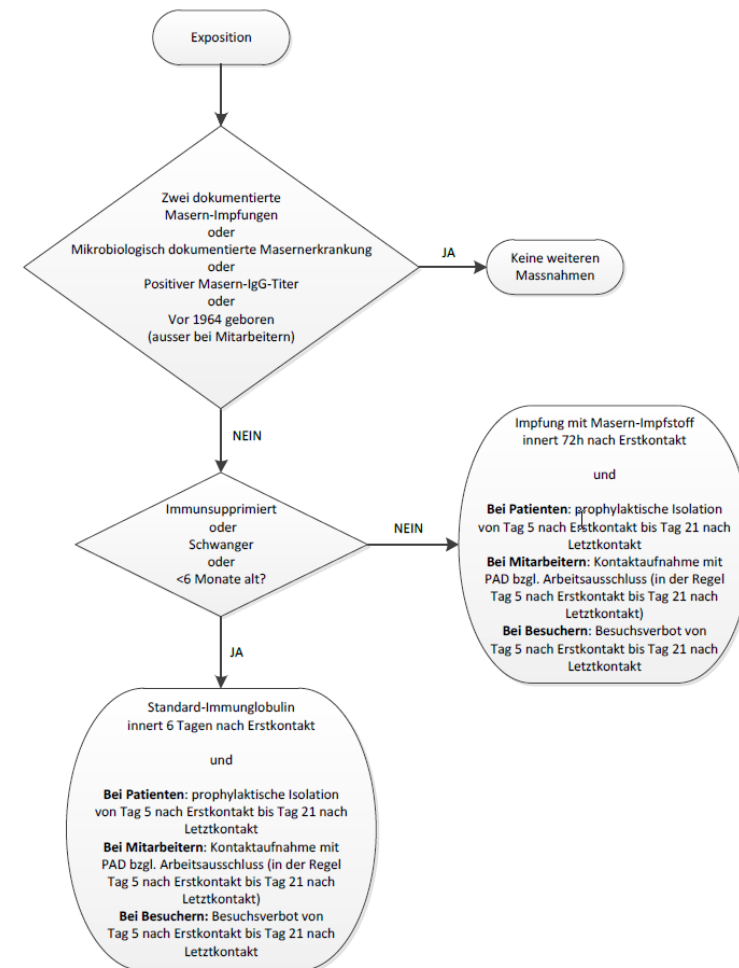 Exposition
Zwei dokumentierte
Masern-Impfungen
oder
Mikrobiologisch dokumentierte Masernerkrankung
oder
Positiver Masern-IgG-Titer
oder
Vor 1964 geboren
(ausser bei Mitarbeitern)
JA
Keine weiteren
Massnahmen
NEIN
Immunsupprimiert
oder
Schwanger
oder
<6 Monate alt?
NEIN
Impfung mit Masern-Impfstoff
innert 72h nach Erstkontakt
und
Bei Patienten: prophylaktische Isolation
von Tag 5 nach Erstkontakt bis Tag 21 nach
Letztkontakt
Bei Mitarbeitern: Kontaktaufnahme mit
PAD bzgl. Arbeitsausschluss (in der Regel
Tag 5 nach Erstkontakt bis Tag 21 nach
Letztkontakt)
Bei Besuchern: Besuchsverbot von
Tag 5 nach Erstkontakt bis Tag 21 nach
Letztkontakt
JA
Standard-Immunglobulin
innert 6 Tagen nach Erstkontakt
und
Bei Patienten: prophylaktische Isolation
von Tag 5 nach Erstkontakt bis Tag 21 nach
Letztkontakt
Bei Mitarbeitern: Kontaktaufnahme mit
PAD bzgl. Arbeitsausschluss (in der Regel
Tag 5 nach Erstkontakt bis Tag 21 nach
Letztkontakt)
Bei Besuchern: Besuchsverbot von
Tag 5 nach Erstkontakt bis Tag 21 nach
Letztkontakt